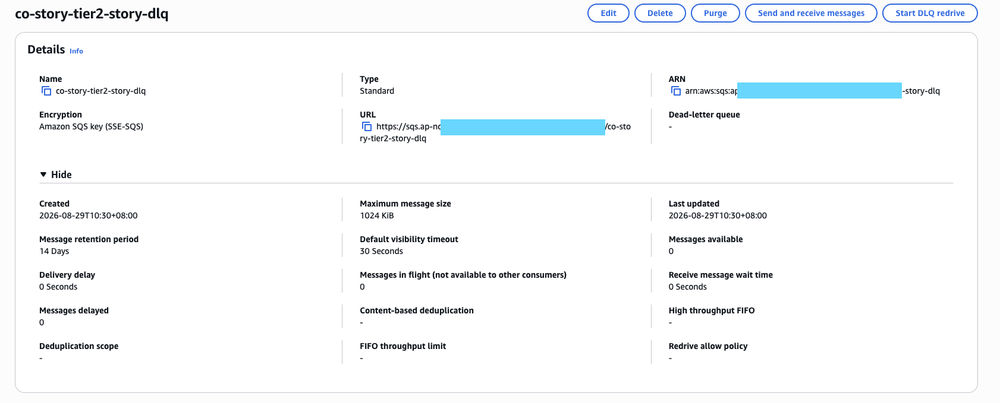 co-story-tier2-story-dlq
Edit
Delete
Purge
Send and receive messages
Start DLQ redrive
Details Info
Name
co-story-tier2-story-dlq
Type
Standard
ARN
arn:aws:sqs:ap -story-dlq
Encryption
Amazon SQS key (SSE-SQS)
URL
https://sqs.ap-no /co-sto
ry-tier2-story-dlq
Dead-letter queue
-
Hide
Created
2026-08-29T10:30+08:00
Maximum message size
1024 KiB
Last updated
2026-08-29T10:30+08:00
Message retention period
14 Days
Default visibility timeout
30 Seconds
Messages available
0
Delivery delay
0 Seconds
Messages in flight (not available to other consumers)
0
Receive message wait time
0 Seconds
Messages delayed
0
Content-based deduplication
-
High throughput FIFO
-
Deduplication scope
-
FIFO throughput limit
-
Redrive allow policy
-